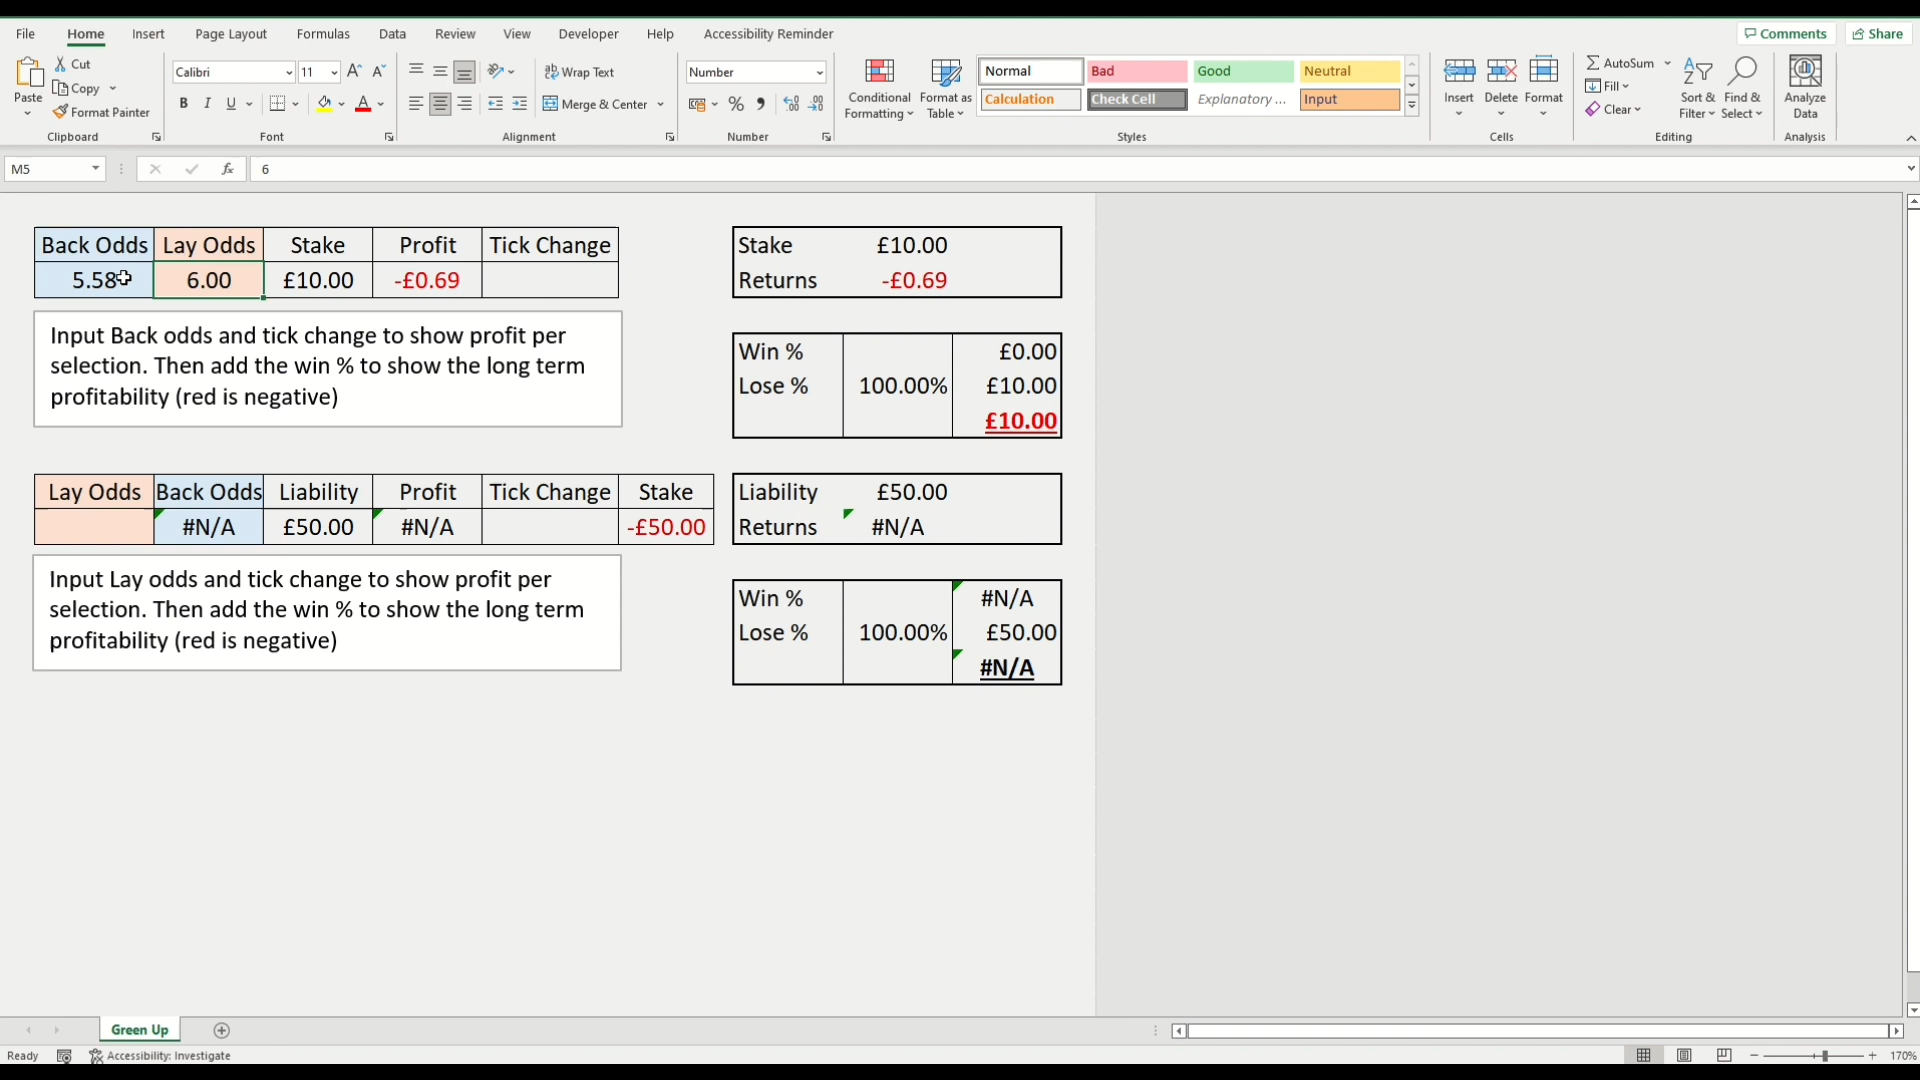 File Home Insert Page Layout Formulas Data Review View Developer Help Accessibility Reminder Comments Share
Paste Cut Copy Format Painter Clipboard
Calibri 11 B I U Font
Wrap Text Merge & Center Alignment
Number % Number
Conditional Formatting Format as Table
Normal Bad Good Neutral
Calculation Check Cell Explanatory ... Input
Styles
Insert Delete Format Cells
AutoSum Fill Clear Sort & Filter Find & Select Editing
Analyze Data Analysis
M5 fx 6
Back Odds Lay Odds Stake Profit Tick Change
5.58 6.00 £10.00 -£0.69
Input Back odds and tick change to show profit per
selection. Then add the win % to show the long term
profitability (red is negative)
Stake £10.00
Returns -£0.69
Win % £0.00
Lose % 100.00% £10.00
£10.00
Lay Odds Back Odds Liability Profit Tick Change Stake
#N/A £50.00 #N/A -£50.00
Input Lay odds and tick change to show profit per
selection. Then add the win % to show the long term
profitability (red is negative)
Liability £50.00
Returns #N/A
Win % #N/A
Lose % 100.00% £50.00
#N/A
Green Up
Ready Accessibility: Investigate 170%